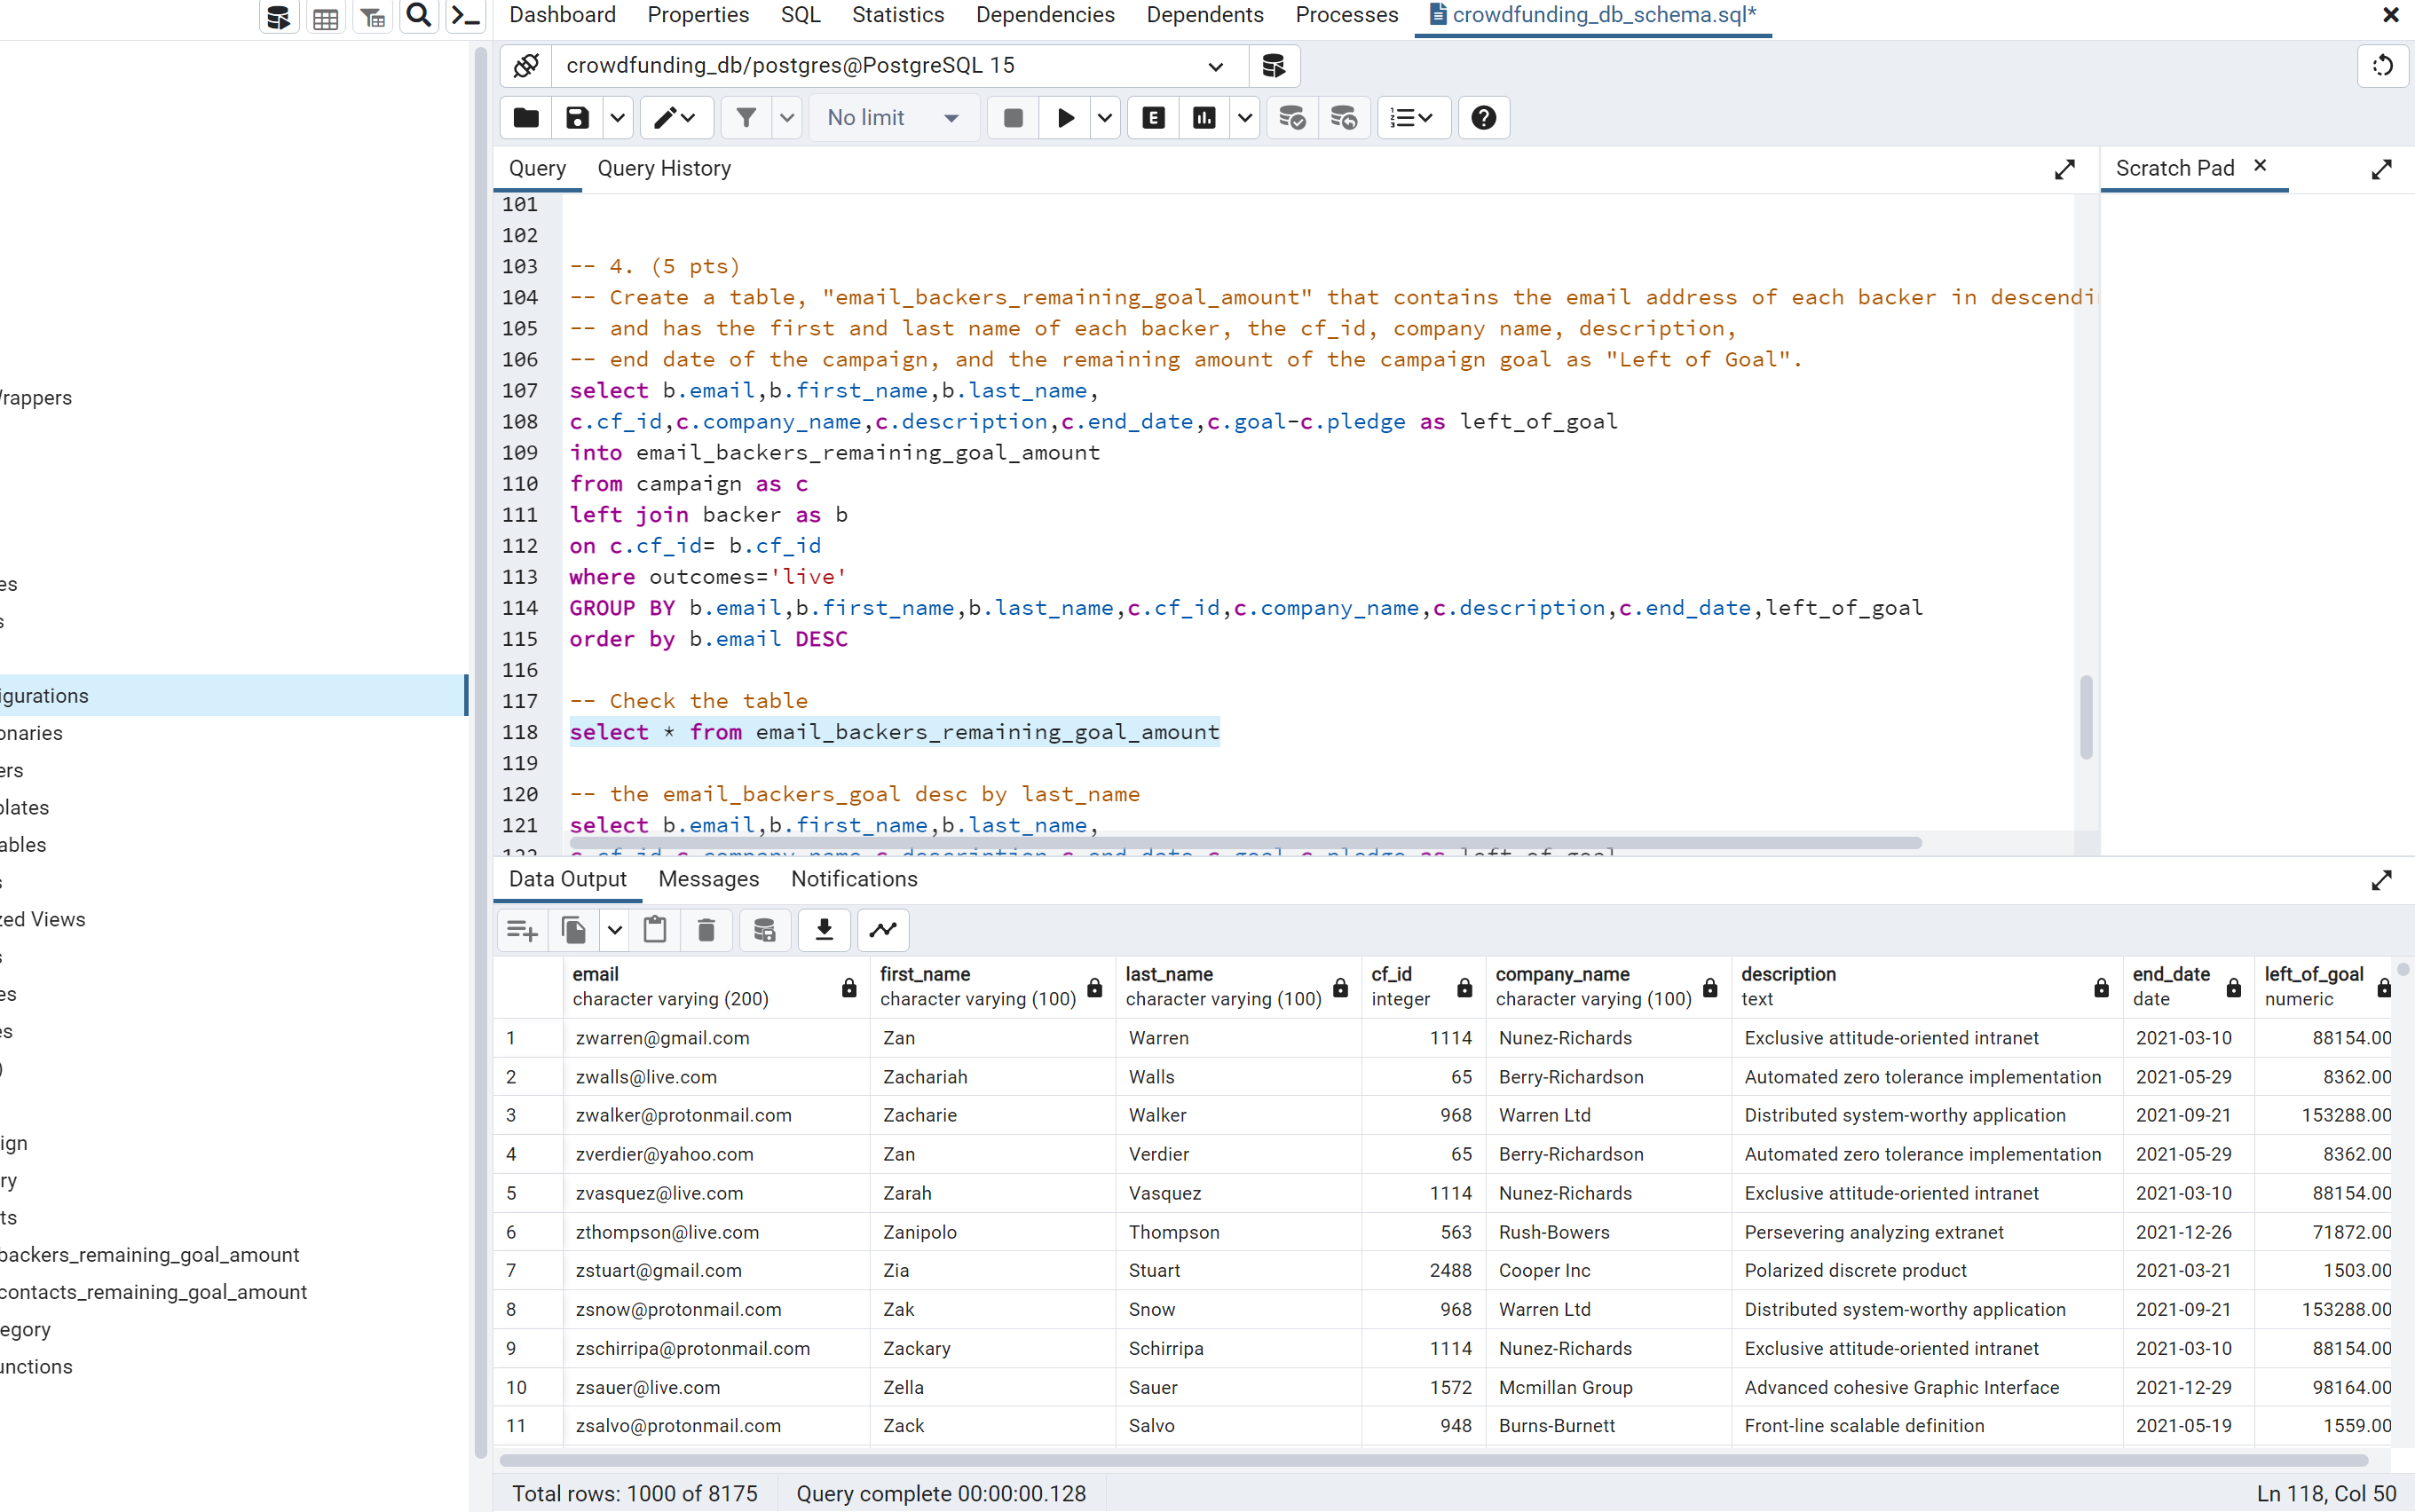 Dashboard Properties SQL Statistics Dependencies Dependents Processes crowdfunding_db_schema.sql*
crowdfunding_db/postgres@PostgreSQL 15
No limit
E
Query Query History
Scratch Pad
101
102
103 -- 4. (5 pts)
104 -- Create a table, "email_backers_remaining_goal_amount" that contains the email address of each backer in descendi
105 -- and has the first and last name of each backer, the cf_id, company name, description,
106 -- end date of the campaign, and the remaining amount of the campaign goal as "Left of Goal".
107 select b.email,b.first_name,b.last_name,
108 c.cf_id,c.company_name,c.description,c.end_date,c.goal-c.pledge as left_of_goal
109 into email_backers_remaining_goal_amount
110 from campaign as c
111 left join backer as b
112 on c.cf_id= b.cf_id
113 where outcomes='live'
114 GROUP BY b.email,b.first_name,b.last_name,c.cf_id,c.company_name,c.description,c.end_date,left_of_goal
115 order by b.email DESC
116
117 -- Check the table
118 select * from email_backers_remaining_goal_amount
119
120 -- the email_backers_goal desc by last_name
121 select b.email,b.first_name,b.last_name,
122 c.cf_id,c.company_name,c.description,c.end_date,c.goal-c.pledge as left_of_goal
rappers
es
s
igurations
onaries
ers
plates
ables
s
zed Views
s
es
es
)
ign
ry
ts
backers_remaining_goal_amount
contacts_remaining_goal_amount
egory
unctions
Data Output Messages Notifications
email first_name last_name cf_id company_name description end_date left_of_goal
character varying (200) character varying (100) character varying (100) integer character varying (100) text date numeric
1 zwarren@gmail.com Zan Warren 1114 Nunez-Richards Exclusive attitude-oriented intranet 2021-03-10 88154.00
2 zwalls@live.com Zachariah Walls 65 Berry-Richardson Automated zero tolerance implementation 2021-05-29 8362.00
3 zwalker@protonmail.com Zacharie Walker 968 Warren Ltd Distributed system-worthy application 2021-09-21 153288.00
4 zverdier@yahoo.com Zan Verdier 65 Berry-Richardson Automated zero tolerance implementation 2021-05-29 8362.00
5 zvasquez@live.com Zarah Vasquez 1114 Nunez-Richards Exclusive attitude-oriented intranet 2021-03-10 88154.00
6 zthompson@live.com Zanipolo Thompson 563 Rush-Bowers Persevering analyzing extranet 2021-12-26 71872.00
7 zstuart@gmail.com Zia Stuart 2488 Cooper Inc Polarized discrete product 2021-03-21 1503.00
8 zsnow@protonmail.com Zak Snow 968 Warren Ltd Distributed system-worthy application 2021-09-21 153288.00
9 zschirripa@protonmail.com Zackary Schirripa 1114 Nunez-Richards Exclusive attitude-oriented intranet 2021-03-10 88154.00
10 zsauer@live.com Zella Sauer 1572 Mcmillan Group Advanced cohesive Graphic Interface 2021-12-29 98164.00
11 zsalvo@protonmail.com Zack Salvo 948 Burns-Burnett Front-line scalable definition 2021-05-19 1559.00
Total rows: 1000 of 8175 Query complete 00:00:00.128 Ln 118, Col 50